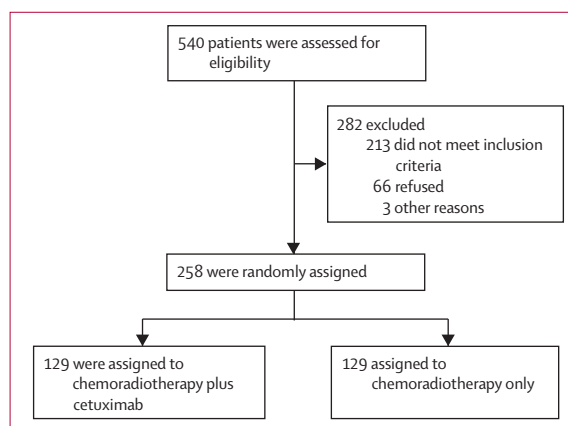 540 patients were assessed for
eligibility
282 excluded
213 did not meet inclusion
criteria
66 refused
3 other reasons
258 were randomly assigned
129 were assigned to
chemoradiotherapy plus
cetuximab
129 assigned to
chemoradiotherapy only